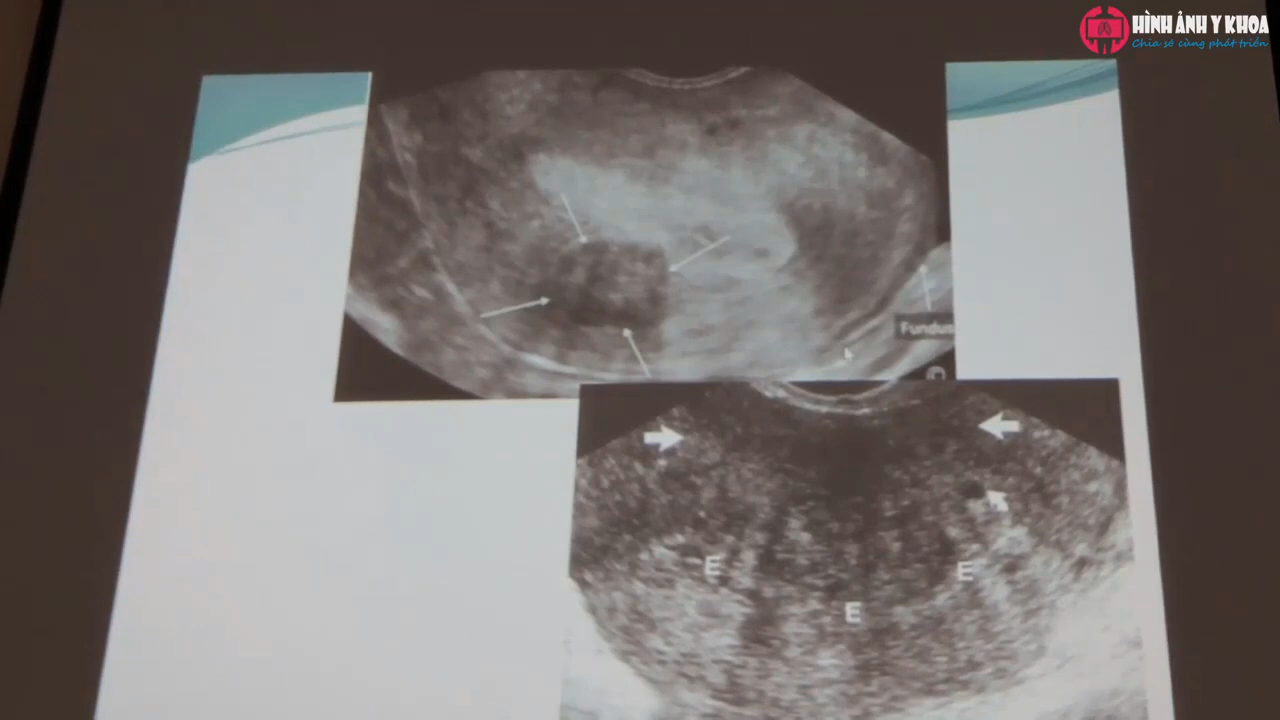 HÌNH ẢNH Y KHOA
Chia sẻ cùng phát triển
Fundus
E
E
E